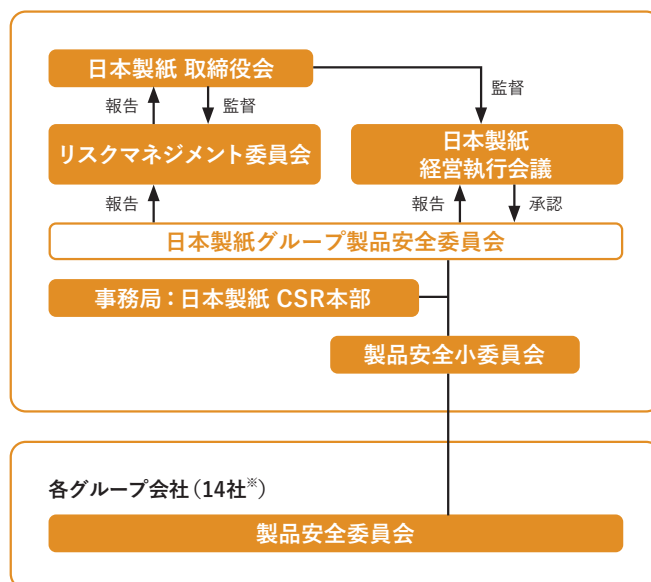 日本製紙 取締役会
監督
報告
監督
リスクマネジメント委員会
日本製紙
経営執行会議
報告
報告
承認
日本製紙グループ製品安全委員会
事務局：日本製紙 CSR本部
製品安全小委員会
各グループ会社（14社※）
製品安全委員会